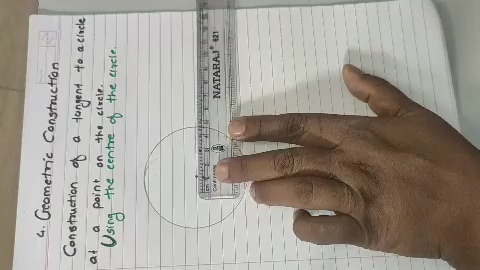 4. Geometric Construction
Construction of a tangent to a circle
at a point on the circle.
Using the centre of the circle.
NATARAJ® 621